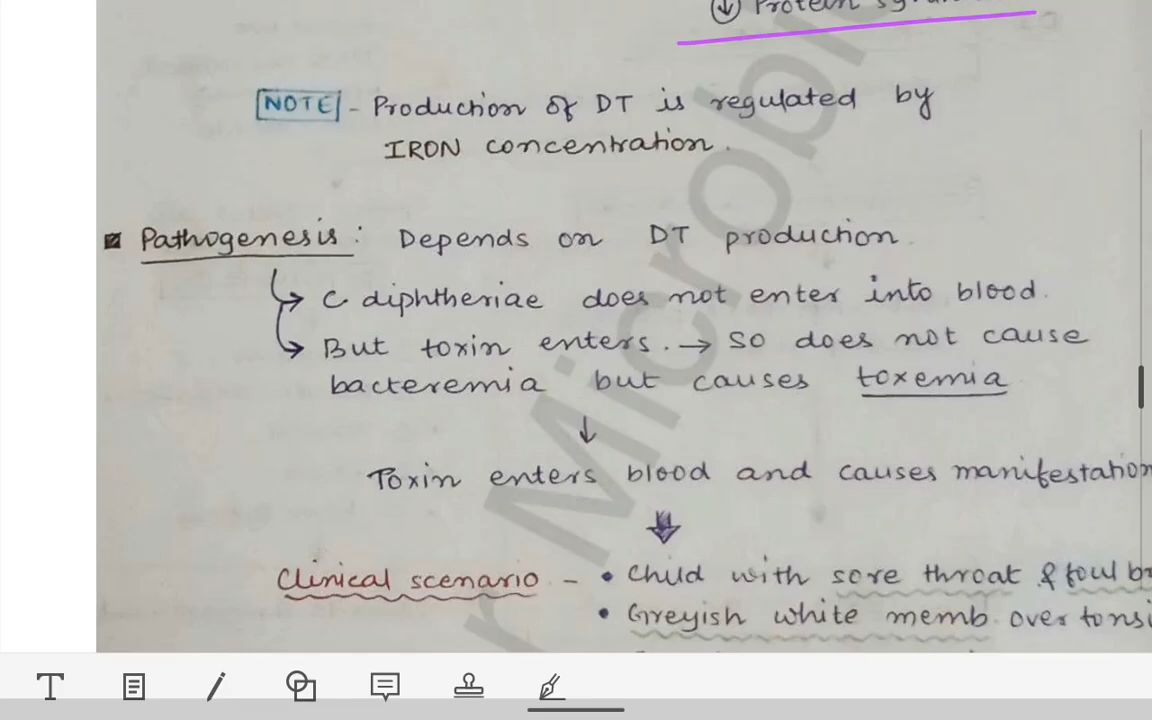 ↓ Protein
NOTE - Production of DT is regulated by
IRON concentration.
Pathogenesis: Depends on DT production.
→ C diphtheriae does not enter into blood.
→ But toxin enters. → so does not cause
bacteremia but causes toxemia
↓
Toxin enters blood and causes manifestation
Clinical scenario - • Child with sore throat & foul
• Greyish white memb. over
r Microbi
T